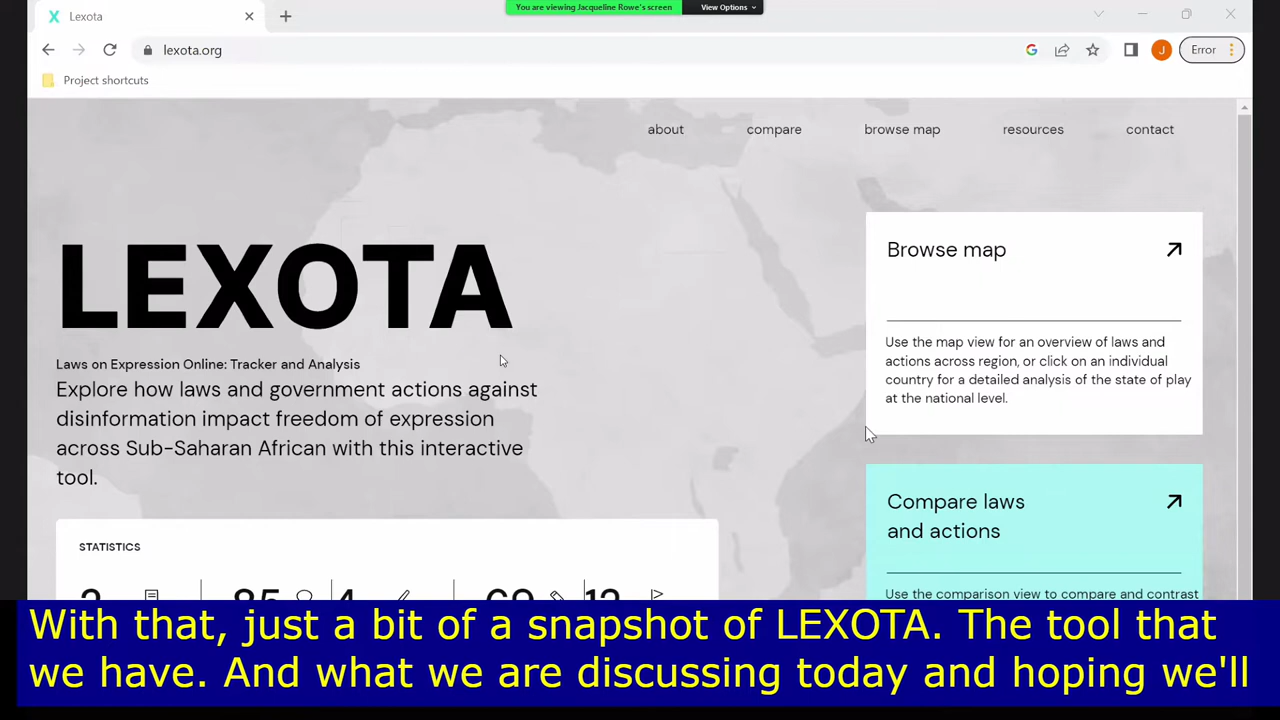 You are viewing Jacqueline Rowe's screen
View Options
Lexota
lexota.org
J
Error
Project shortcuts
about
compare
browse map
resources
contact
LEXOTA
Laws on Expression Online: Tracker and Analysis
Explore how laws and government actions against
disinformation impact freedom of expression
across Sub-Saharan African with this interactive
tool.
Browse map
Use the map view for an overview of laws and
actions across region, or click on an individual
country for a detailed analysis of the state of play
at the national level.
Compare laws
and actions
Use the comparison view to compare and contrast
STATISTICS
With that, just a bit of a snapshot of LEXOTA. The tool that
we have. And what we are discussing today and hoping we'll